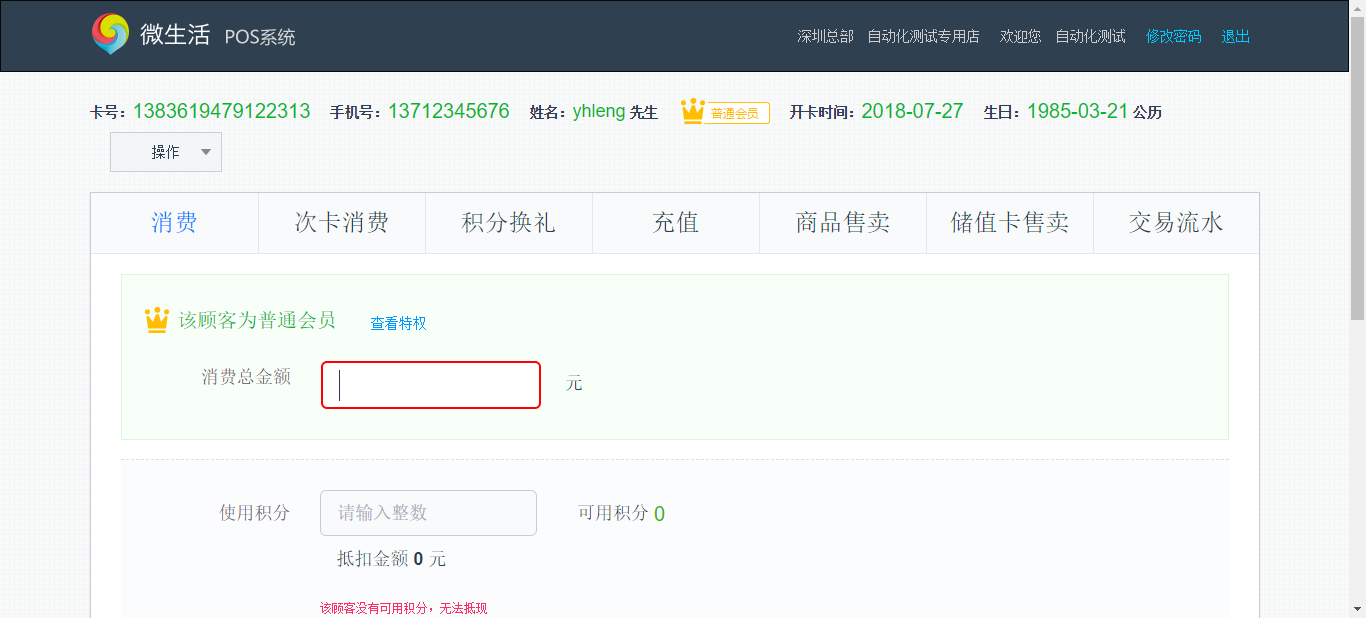 微生活 POS系统 深圳总部 自动化测试专用店 欢迎您 自动化测试 修改密码 退出
卡号：1383619479122313 手机号：13712345676 姓名：yhleng 先生 普通会员 开卡时间：2018-07-27 生日：1985-03-21 公历
操作
消费 次卡消费 积分换礼 充值 商品售卖 储值卡售卖 交易流水
该顾客为普通会员 查看特权
消费总金额 元
使用积分 请输入整数 可用积分 0
抵扣金额 0 元
该顾客没有可用积分，无法抵现